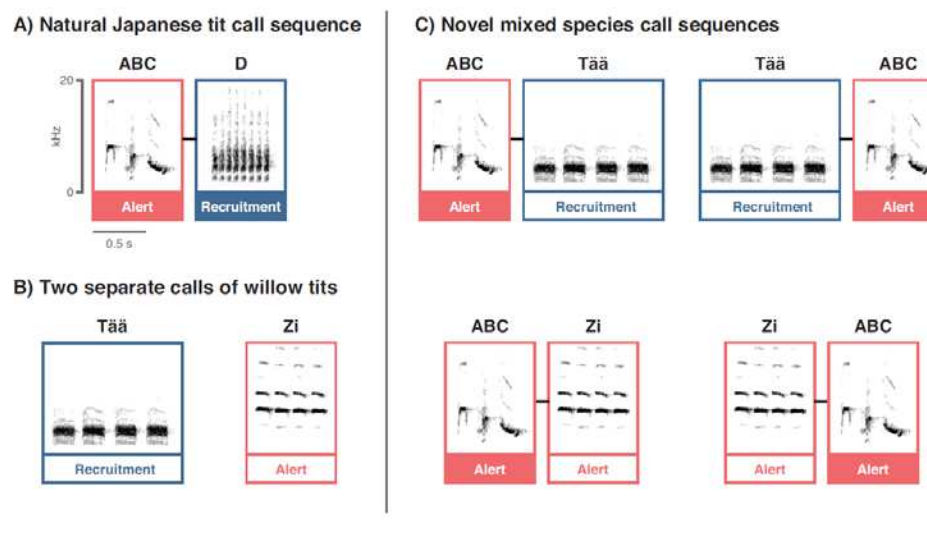 A) Natural Japanese tit call sequence
ABC D
20
kHz
0
Alert Recruitment
0.5 s
B) Two separate calls of willow tits
Tää Zi
Recruitment Alert
C) Novel mixed species call sequences
ABC Tää Tää ABC
Alert Recruitment Recruitment Alert
ABC Zi Zi ABC
Alert Alert Alert Alert